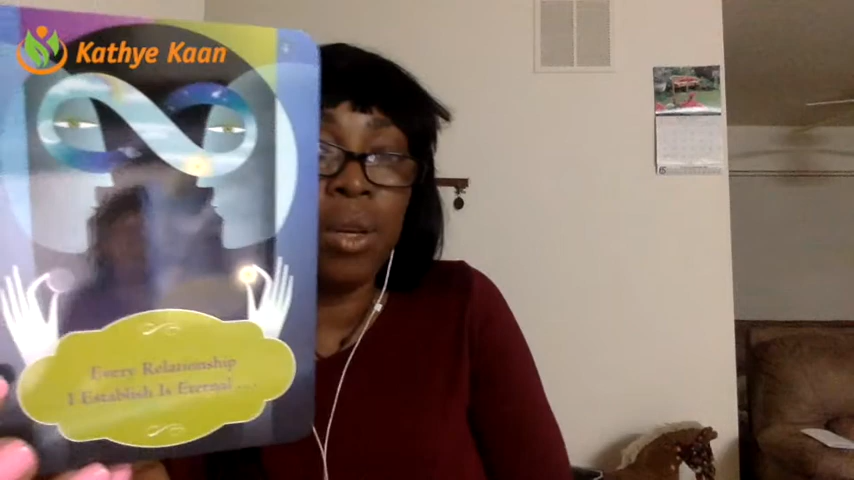 Kathye Kaan
Every Relationship
I Establish Is Eternal ....